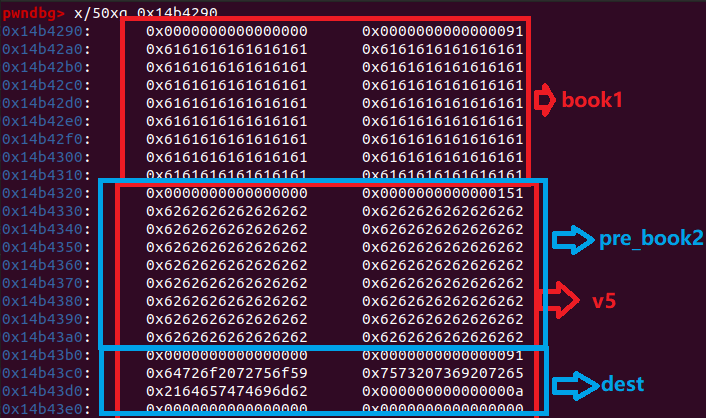 pwndbg> x/50xg 0x14b4290
0x14b4290: 0x0000000000000000 0x0000000000000091
0x14b42a0: 0x6161616161616161 0x6161616161616161
0x14b42b0: 0x6161616161616161 0x6161616161616161
0x14b42c0: 0x6161616161616161 0x6161616161616161
0x14b42d0: 0x6161616161616161 0x6161616161616161
0x14b42e0: 0x6161616161616161 0x6161616161616161
0x14b42f0: 0x6161616161616161 0x6161616161616161
0x14b4300: 0x6161616161616161 0x6161616161616161
0x14b4310: 0x6161616161616161 0x6161616161616161
book1
0x14b4320: 0x0000000000000000 0x0000000000000151
0x14b4330: 0x6262626262626262 0x6262626262626262
0x14b4340: 0x6262626262626262 0x6262626262626262
0x14b4350: 0x6262626262626262 0x6262626262626262
0x14b4360: 0x6262626262626262 0x6262626262626262
0x14b4370: 0x6262626262626262 0x6262626262626262
0x14b4380: 0x6262626262626262 0x6262626262626262
0x14b4390: 0x6262626262626262 0x6262626262626262
0x14b43a0: 0x6262626262626262 0x6262626262626262
pre_book2
v5
0x14b43b0: 0x0000000000000000 0x0000000000000091
0x14b43c0: 0x64726f2072756f59 0x7573207369207265
0x14b43d0: 0x2164657474696d62 0x000000000000000a
0x14b43e0: 0x0000000000000000 0x0000000000000000
dest